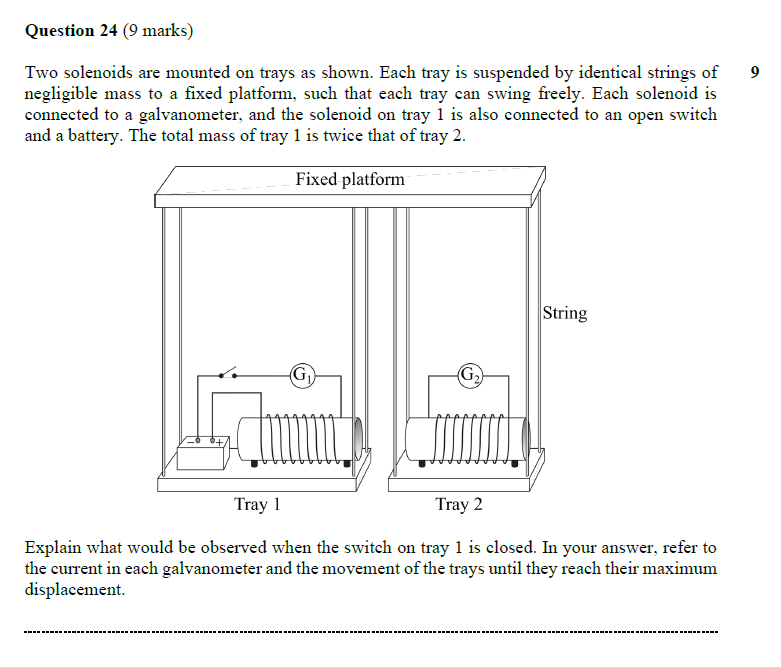 Question 24 (9 marks)
Two solenoids are mounted on trays as shown. Each tray is suspended by identical strings of 9
negligible mass to a fixed platform, such that each tray can swing freely. Each solenoid is
connected to a galvanometer, and the solenoid on tray 1 is also connected to an open switch
and a battery. The total mass of tray 1 is twice that of tray 2.
Fixed platform
String
G1
G2
− +
Tray 1
Tray 2
Explain what would be observed when the switch on tray 1 is closed. In your answer, refer to
the current in each galvanometer and the movement of the trays until they reach their maximum
displacement.